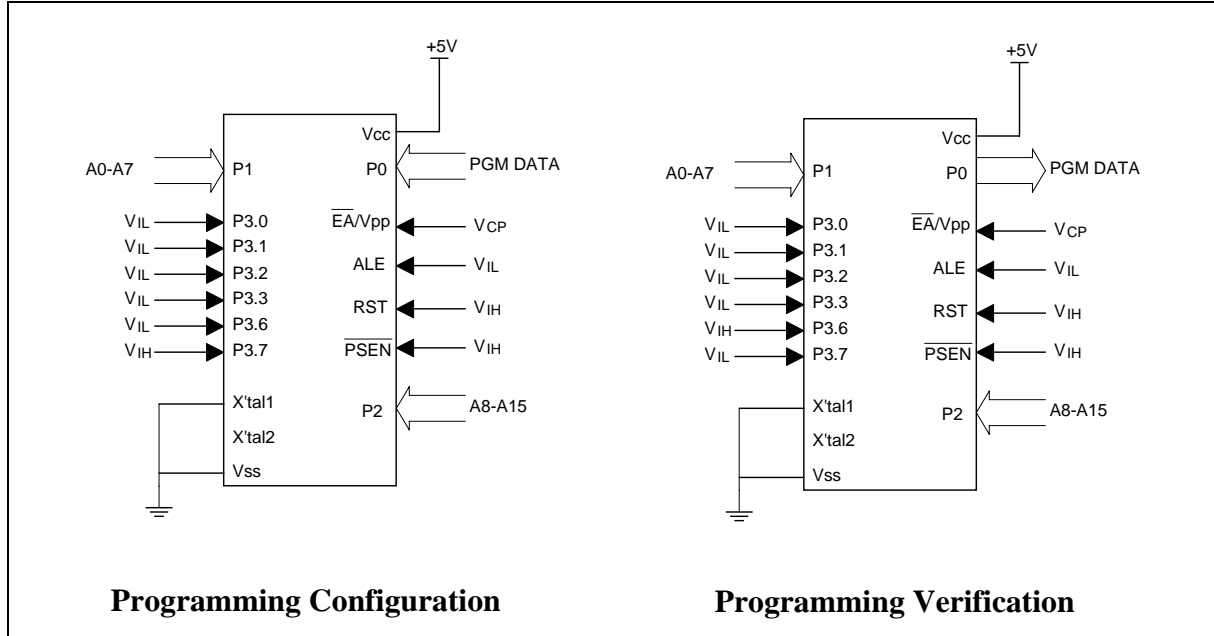 +5V
Vcc
A0-A7
P1
P0
PGM DATA
VIL
P3.0
EA/Vpp
VCP
VIL
P3.1
VIL
P3.2
ALE
VIL
VIL
P3.3
RST
VIH
VIL
P3.6
VIH
P3.7
PSEN
VIH
X'tal1
P2
A8-A15
X'tal2
Vss
Programming Configuration
+5V
Vcc
A0-A7
P1
P0
PGM DATA
VIL
P3.0
EA/Vpp
VCP
VIL
P3.1
VIL
P3.2
ALE
VIL
VIL
P3.3
RST
VIH
VIH
P3.6
VIL
P3.7
PSEN
VIH
X'tal1
P2
A8-A15
X'tal2
Vss
Programming Verification